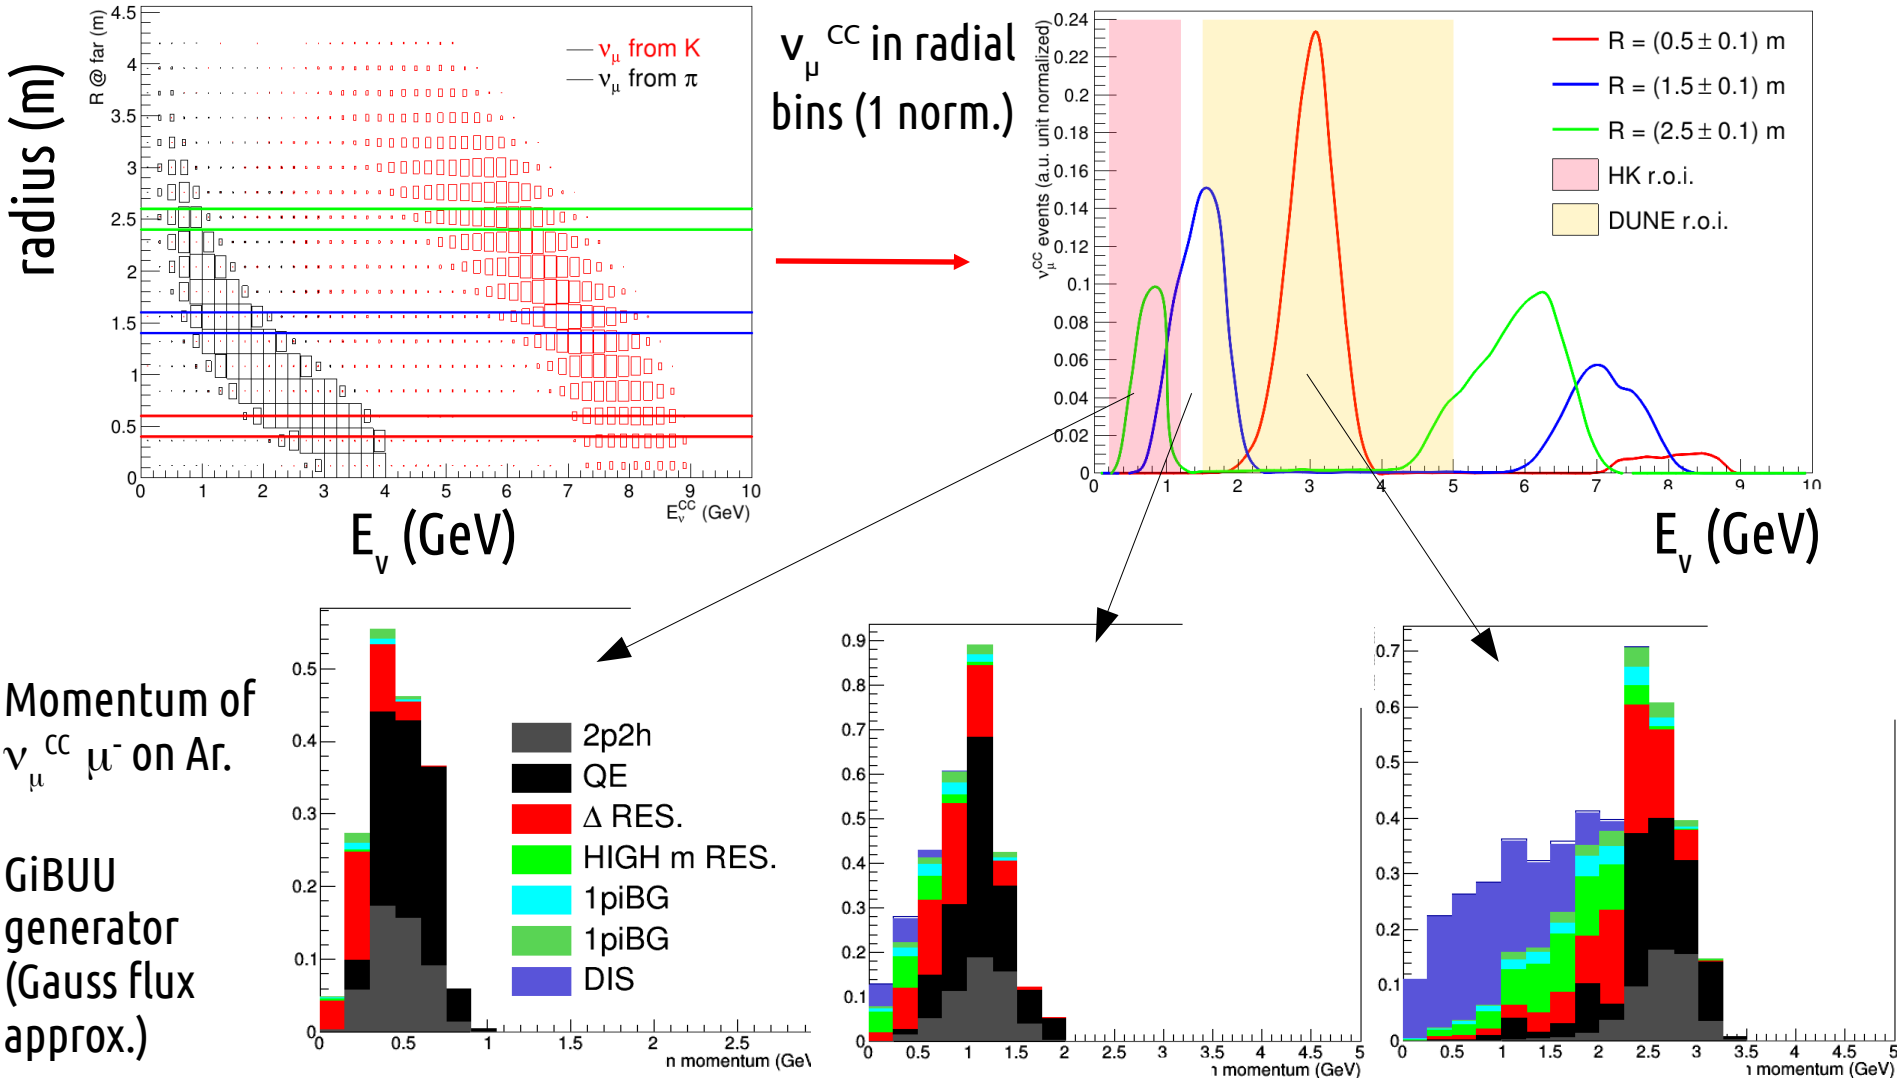 radius (m)
R @ far (m)
4.5
4
3.5
3
2.5
2
1.5
1
0.5
0
0 1 2 3 4 5 6 7 8 9 10
E_ν^CC (GeV)
ν_μ from K
ν_μ from π
E_ν (GeV)
ν_μ^CC in radial
bins (1 norm.)
ν_μ^CC events (a.u. unit normalized)
0.24
0.22
0.2
0.18
0.16
0.14
0.12
0.1
0.08
0.06
0.04
0.02
0
0 1 2 3 4 5 6 7 8 9 10
R = (0.5 ± 0.1) m
R = (1.5 ± 0.1) m
R = (2.5 ± 0.1) m
HK r.o.i.
DUNE r.o.i.
E_ν (GeV)
Momentum of
ν_μ^CC μ⁻ on Ar.
GiBUU
generator
(Gauss flux
approx.)
0.5
0.4
0.3
0.2
0.1
0
0 0.5 1 1.5 2 2.5
n momentum (GeV
2p2h
QE
Δ RES.
HIGH m RES.
1piBG
1piBG
DIS
0.9
0.8
0.7
0.6
0.5
0.4
0.3
0.2
0.1
0
0 0.5 1 1.5 2 2.5 3 3.5 4 4.5 5
momentum (GeV)
0.7
0.6
0.5
0.4
0.3
0.2
0.1
0
0 0.5 1 1.5 2 2.5 3 3.5 4 4.5 5
momentum (GeV)